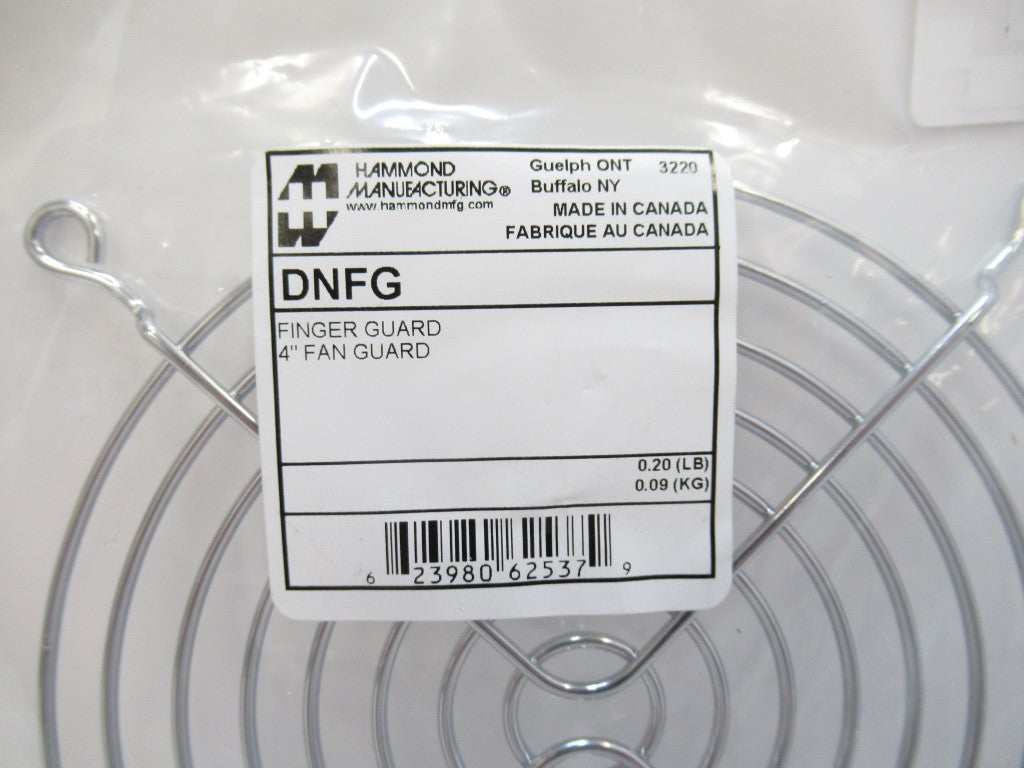 HAMMOND
MANUFACTURING®
www.hammondmfg.com
Guelph ONT 3220
Buffalo NY
MADE IN CANADA
FABRIQUE AU CANADA
DNFG
FINGER GUARD
4" FAN GUARD
0.20 (LB)
0.09 (KG)
6 23980 62537 9